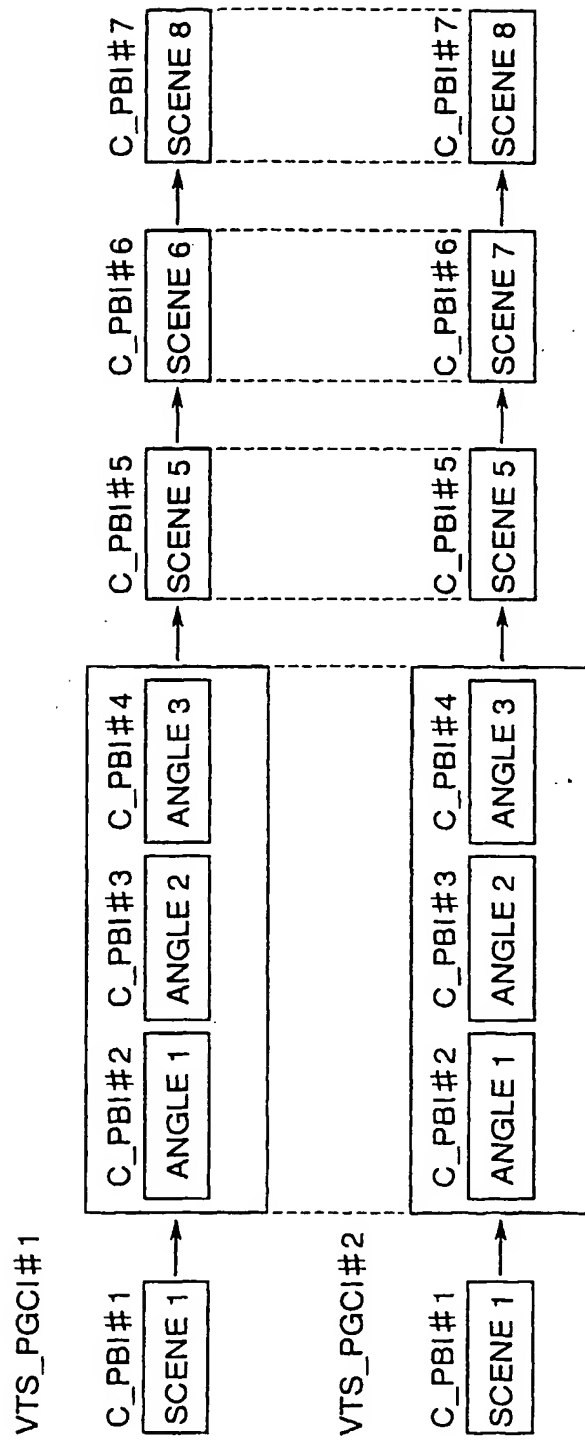 VTS_PGCI#1
C_PBI#1
SCENE 1
C_PBI#2
ANGLE 1
C_PBI#3
ANGLE 2
C_PBI#4
ANGLE 3
C_PBI#5
SCENE 5
C_PBI#6
SCENE 6
C_PBI#7
SCENE 8
VTS_PGCI#2
C_PBI#1
SCENE 1
C_PBI#2
ANGLE 1
C_PBI#3
ANGLE 2
C_PBI#4
ANGLE 3
C_PBI#5
SCENE 5
C_PBI#6
SCENE 7
C_PBI#7
SCENE 8